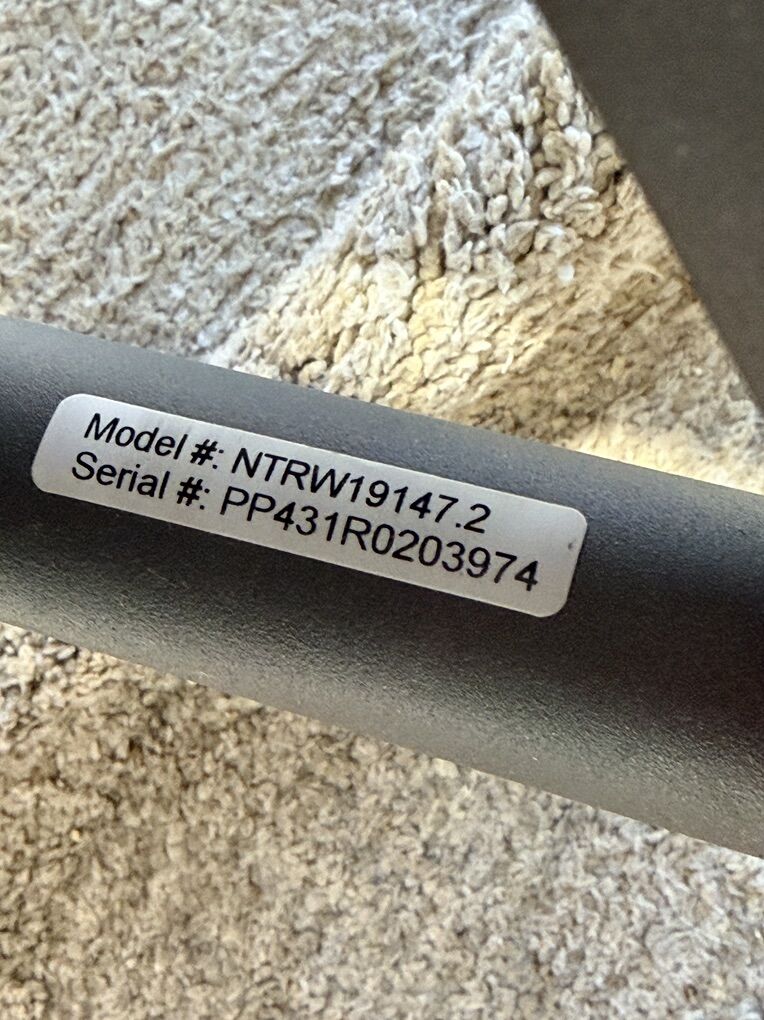 Model #: NTRW19147.2
Serial #: PP431R0203974